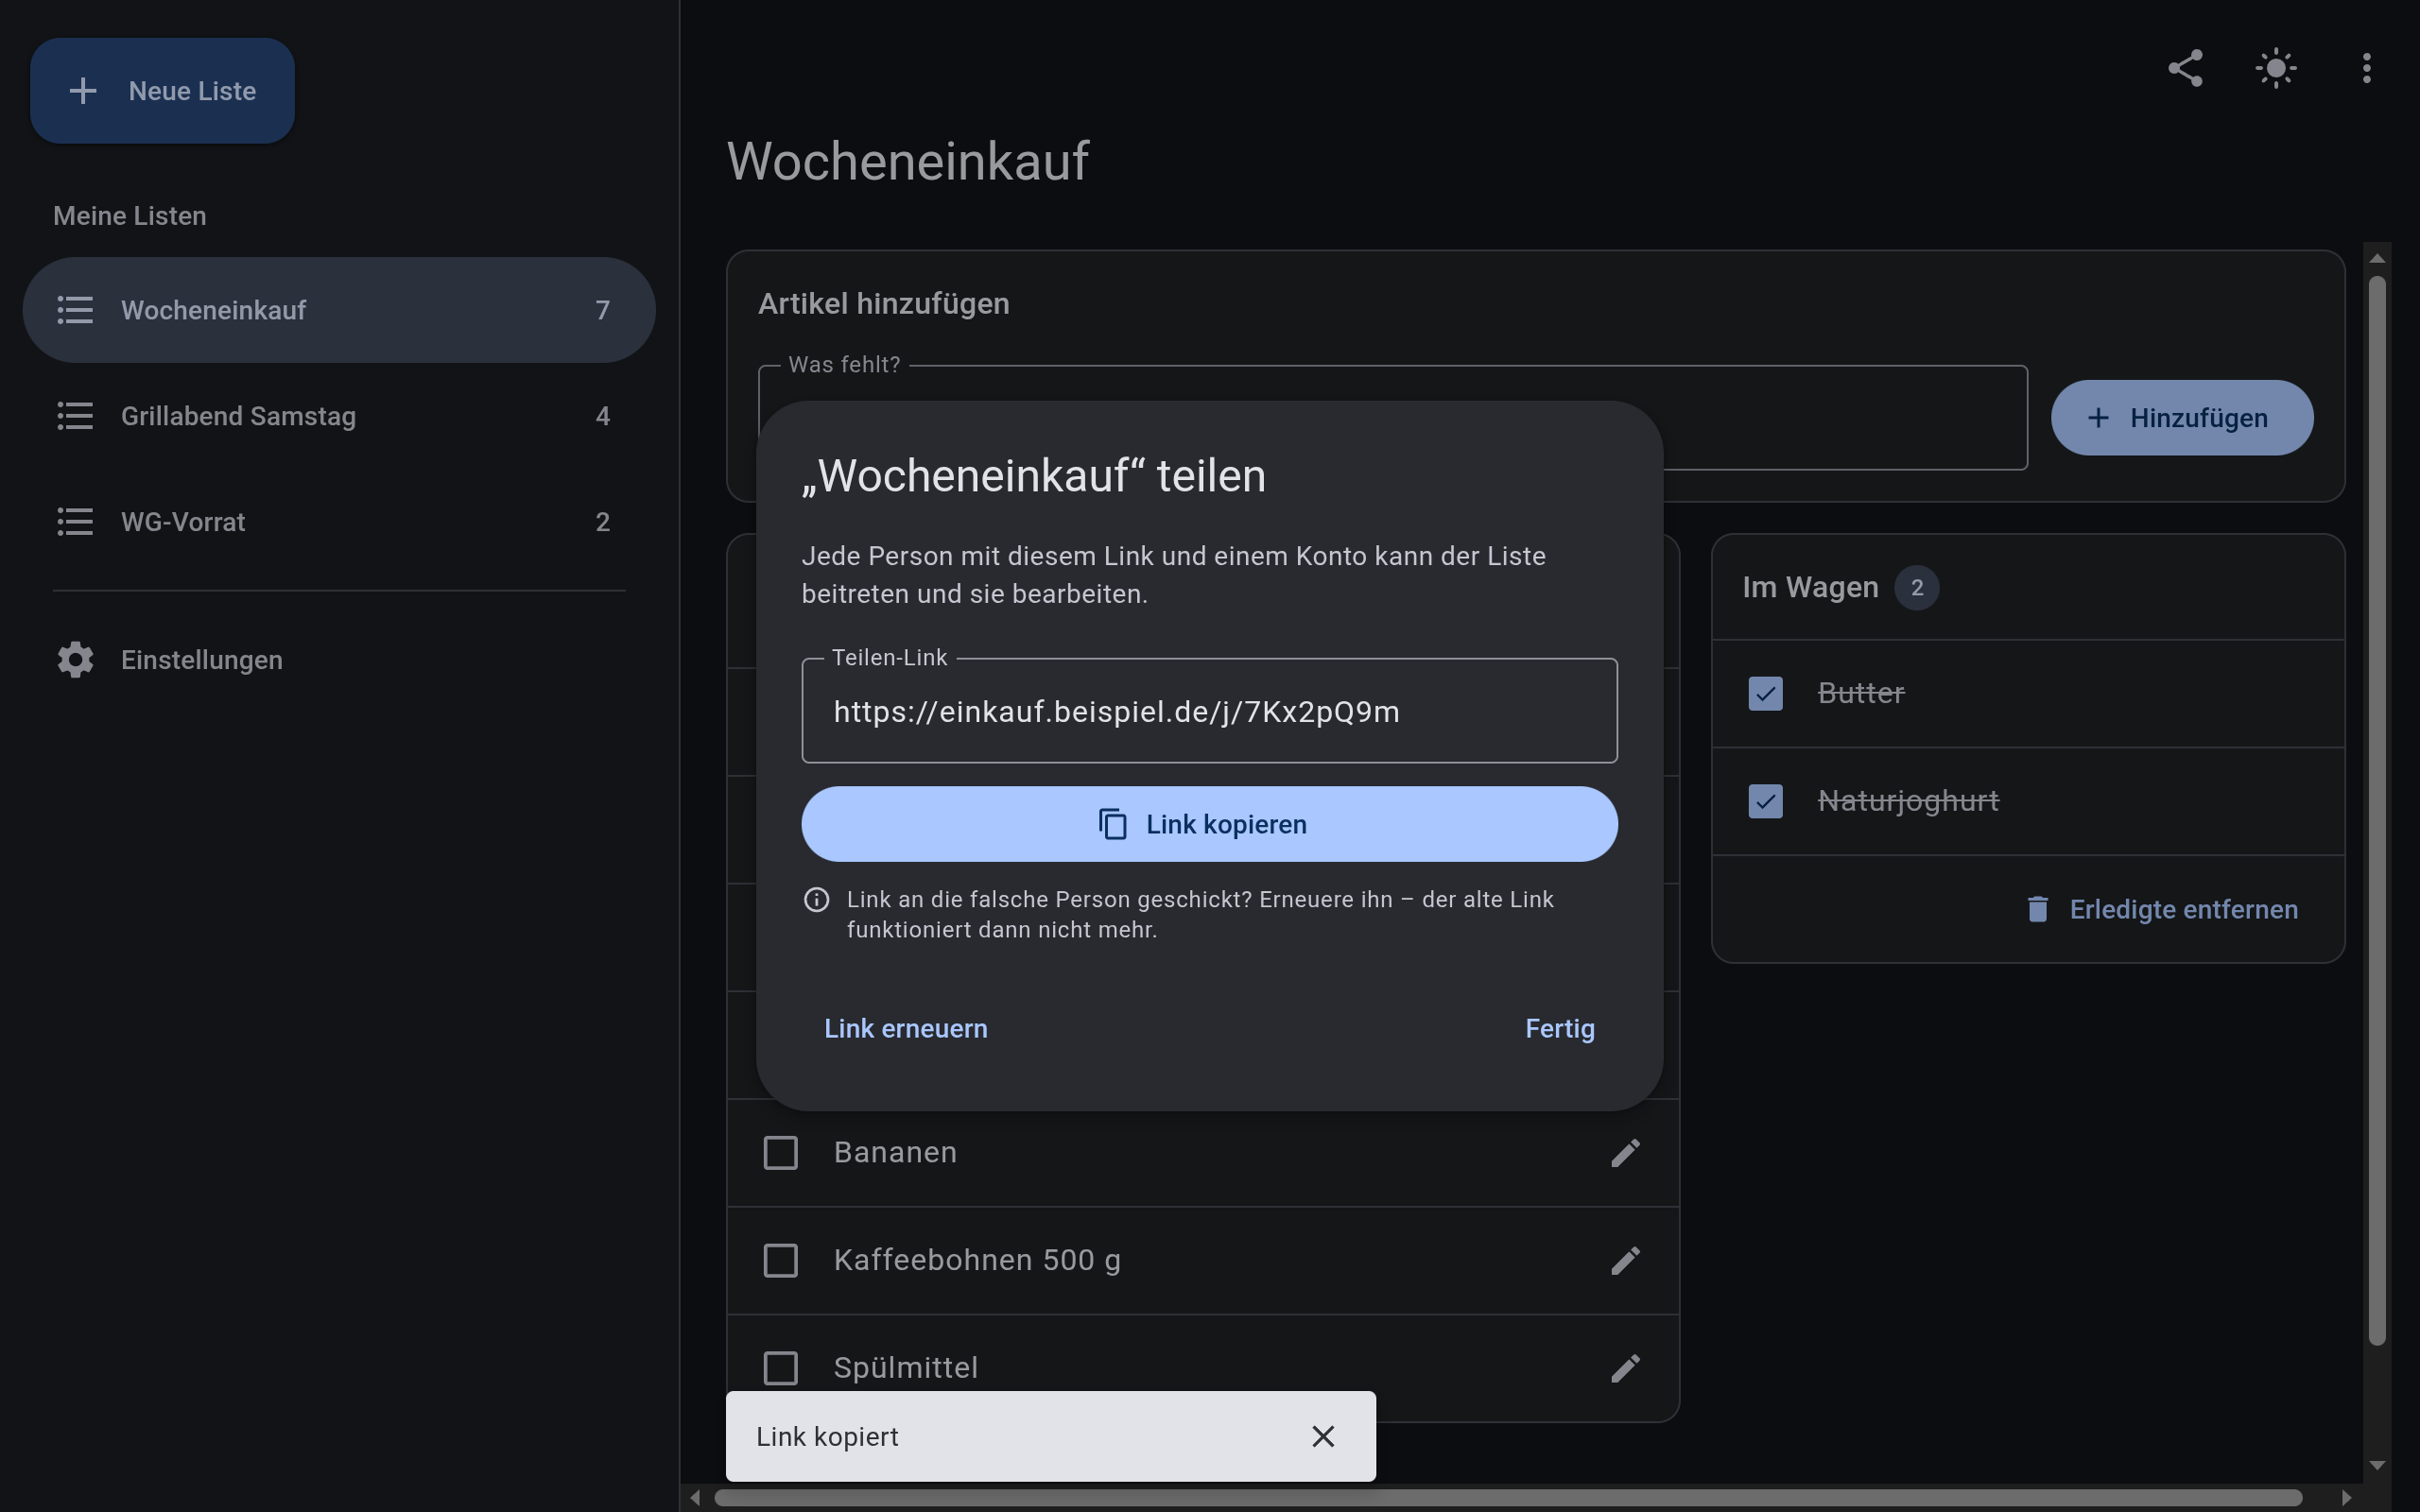 Neue Liste
Meine Listen
Wocheneinkauf 7
Grillabend Samstag 4
WG-Vorrat 2
Einstellungen
Wocheneinkauf
Artikel hinzufügen
Was fehlt?
Hinzufügen
„Wocheneinkauf“ teilen
Jede Person mit diesem Link und einem Konto kann der Liste
beitreten und sie bearbeiten.
Teilen-Link
https://einkauf.beispiel.de/j/7Kx2pQ9m
Link kopieren
Link an die falsche Person geschickt? Erneuere ihn – der alte Link
funktioniert dann nicht mehr.
Link erneuern
Fertig
Im Wagen 2
Butter
Naturjoghurt
Erledigte entfernen
Bananen
Kaffeebohnen 500 g
Spülmittel
Link kopiert